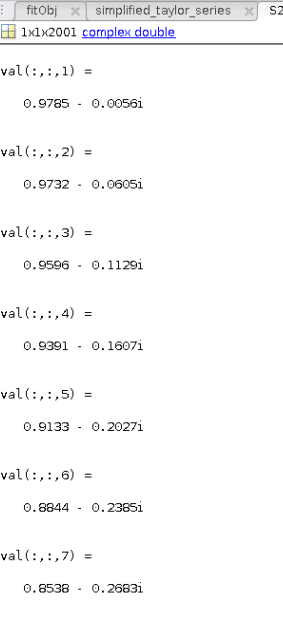 fitObj × simplified_taylor_series × S2
1x1x2001 complex double
val(:,:,1) =
0.9785 - 0.0056i
val(:,:,2) =
0.9732 - 0.0605i
val(:,:,3) =
0.9596 - 0.1129i
val(:,:,4) =
0.9391 - 0.1607i
val(:,:,5) =
0.9133 - 0.2027i
val(:,:,6) =
0.8844 - 0.2385i
val(:,:,7) =
0.8538 - 0.2683i